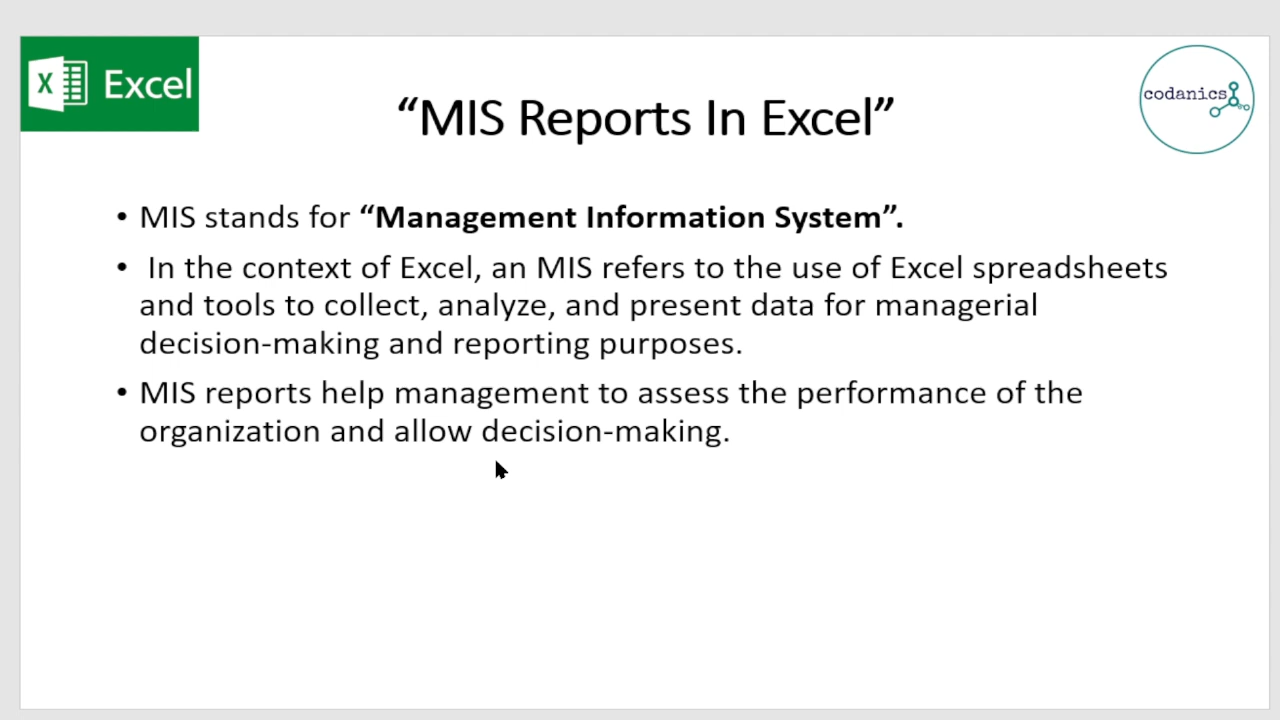 X Excel
codanics
“MIS Reports In Excel”
• MIS stands for “Management Information System”.
• In the context of Excel, an MIS refers to the use of Excel spreadsheets
and tools to collect, analyze, and present data for managerial
decision-making and reporting purposes.
• MIS reports help management to assess the performance of the
organization and allow decision-making.